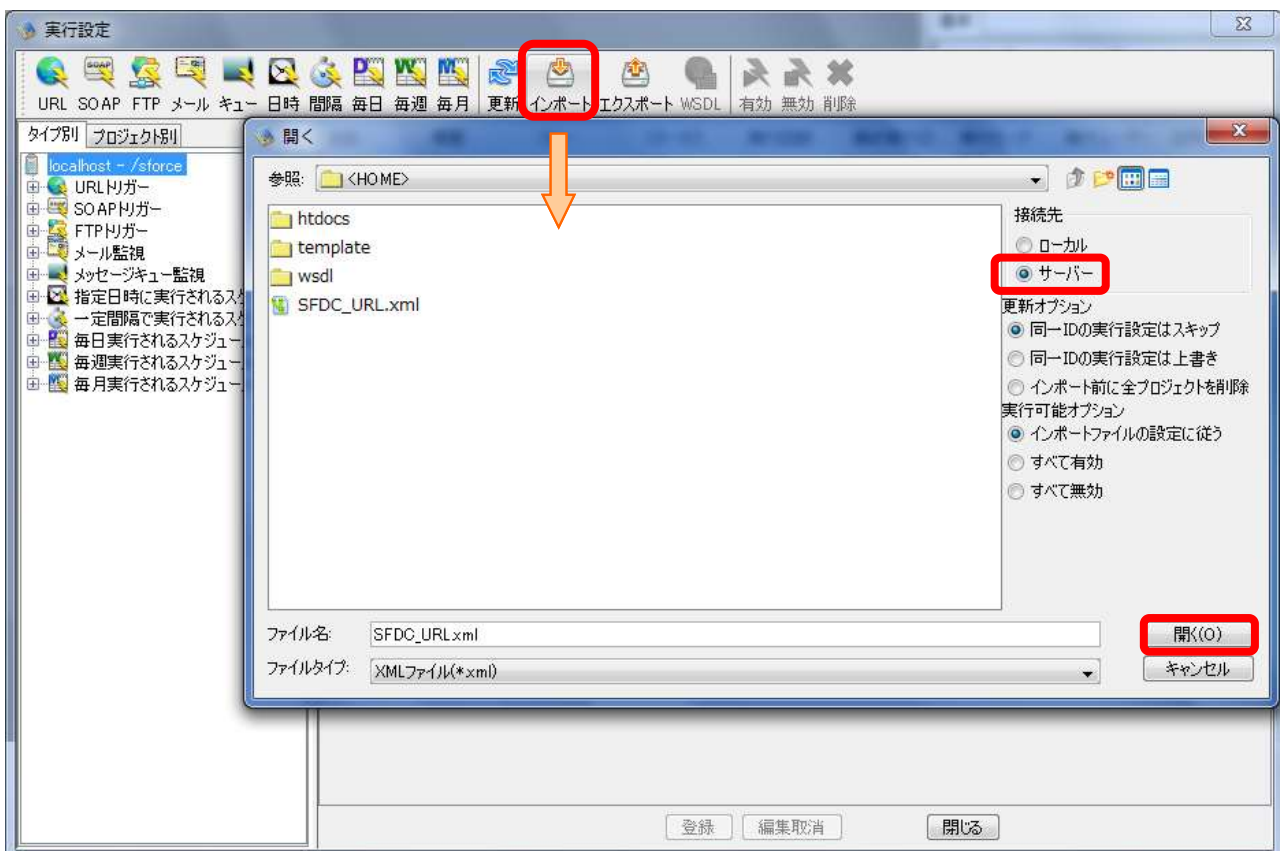 実行設定
URL SOAP FTP メール キュー 日時 間隔 毎日 毎週 毎月 更新 インポート エクスポート WSDL 有効 無効 削除
タイプ別 プロジェクト別
localhost - /sforce
URLトリガー
SOAPトリガー
FTPトリガー
メール監視
メッセージキュー監視
指定日時に実行されるス
一定間隔で実行されるス
毎日実行されるスケジュー
毎週実行されるスケジュー
毎月実行されるスケジュー
開く
参照: <HOME>
htdocs
template
wsdl
SFDC_URL.xml
接続先
ローカル
サーバー
更新オプション
同一IDの実行設定はスキップ
同一IDの実行設定は上書き
インポート前に全プロジェクトを削除
実行可能オプション
インポートファイルの設定に従う
すべて有効
すべて無効
ファイル名: SFDC_URL.xml 開く(O)
ファイルタイプ: XMLファイル(*.xml) キャンセル
登録 編集取消 閉じる